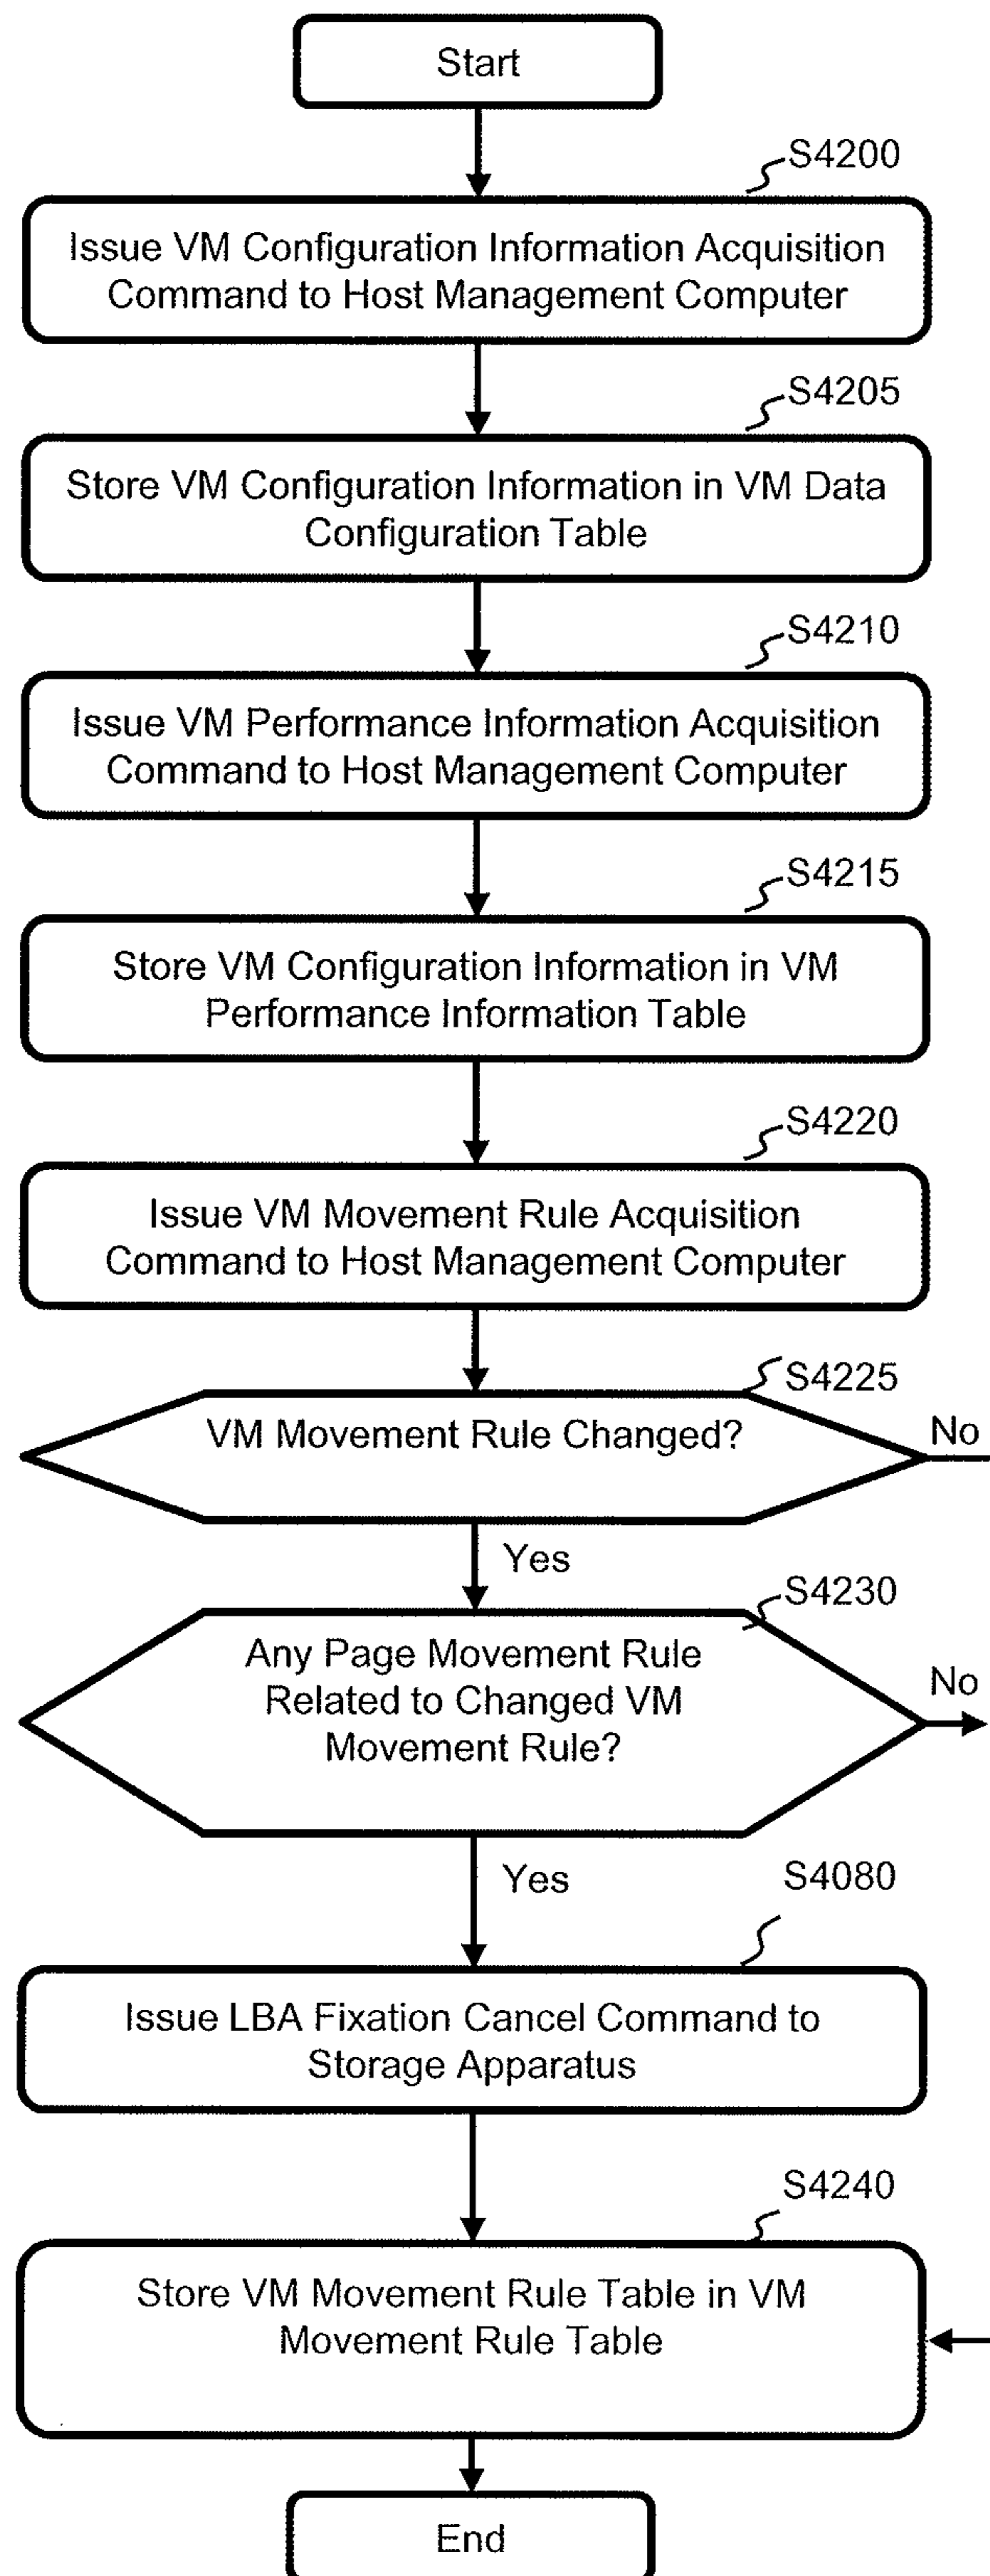 Start
S4200
Issue VM Configuration Information Acquisition
Command to Host Management Computer
S4205
Store VM Configuration Information in VM Data
Configuration Table
S4210
Issue VM Performance Information Acquisition
Command to Host Management Computer
S4215
Store VM Configuration Information in VM
Performance Information Table
S4220
Issue VM Movement Rule Acquisition
Command to Host Management Computer
S4225
VM Movement Rule Changed?
No
Yes
S4230
Any Page Movement Rule
Related to Changed VM
Movement Rule?
No
Yes
S4080
Issue LBA Fixation Cancel Command to
Storage Apparatus
S4240
Store VM Movement Rule Table in VM
Movement Rule Table
End